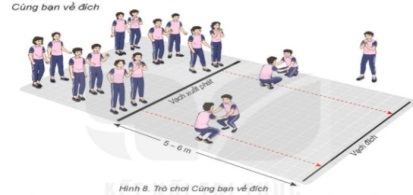 Cùng bạn về đích
Vạch xuất phát
5 – 6 m
Vạch đích
Hình 8. Trò chơi Cùng bạn về đích